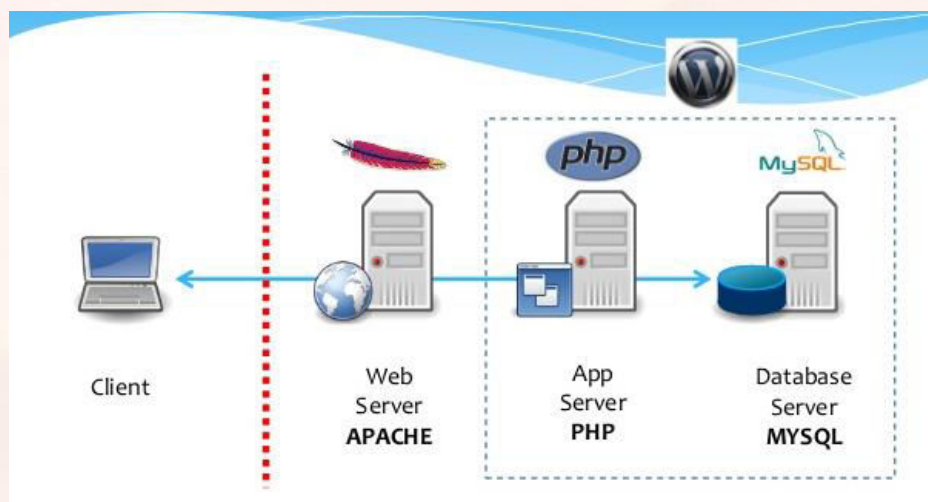 W
php
MySQL
Client
Web
Server
APACHE
App
Server
PHP
Database
Server
MYSQL